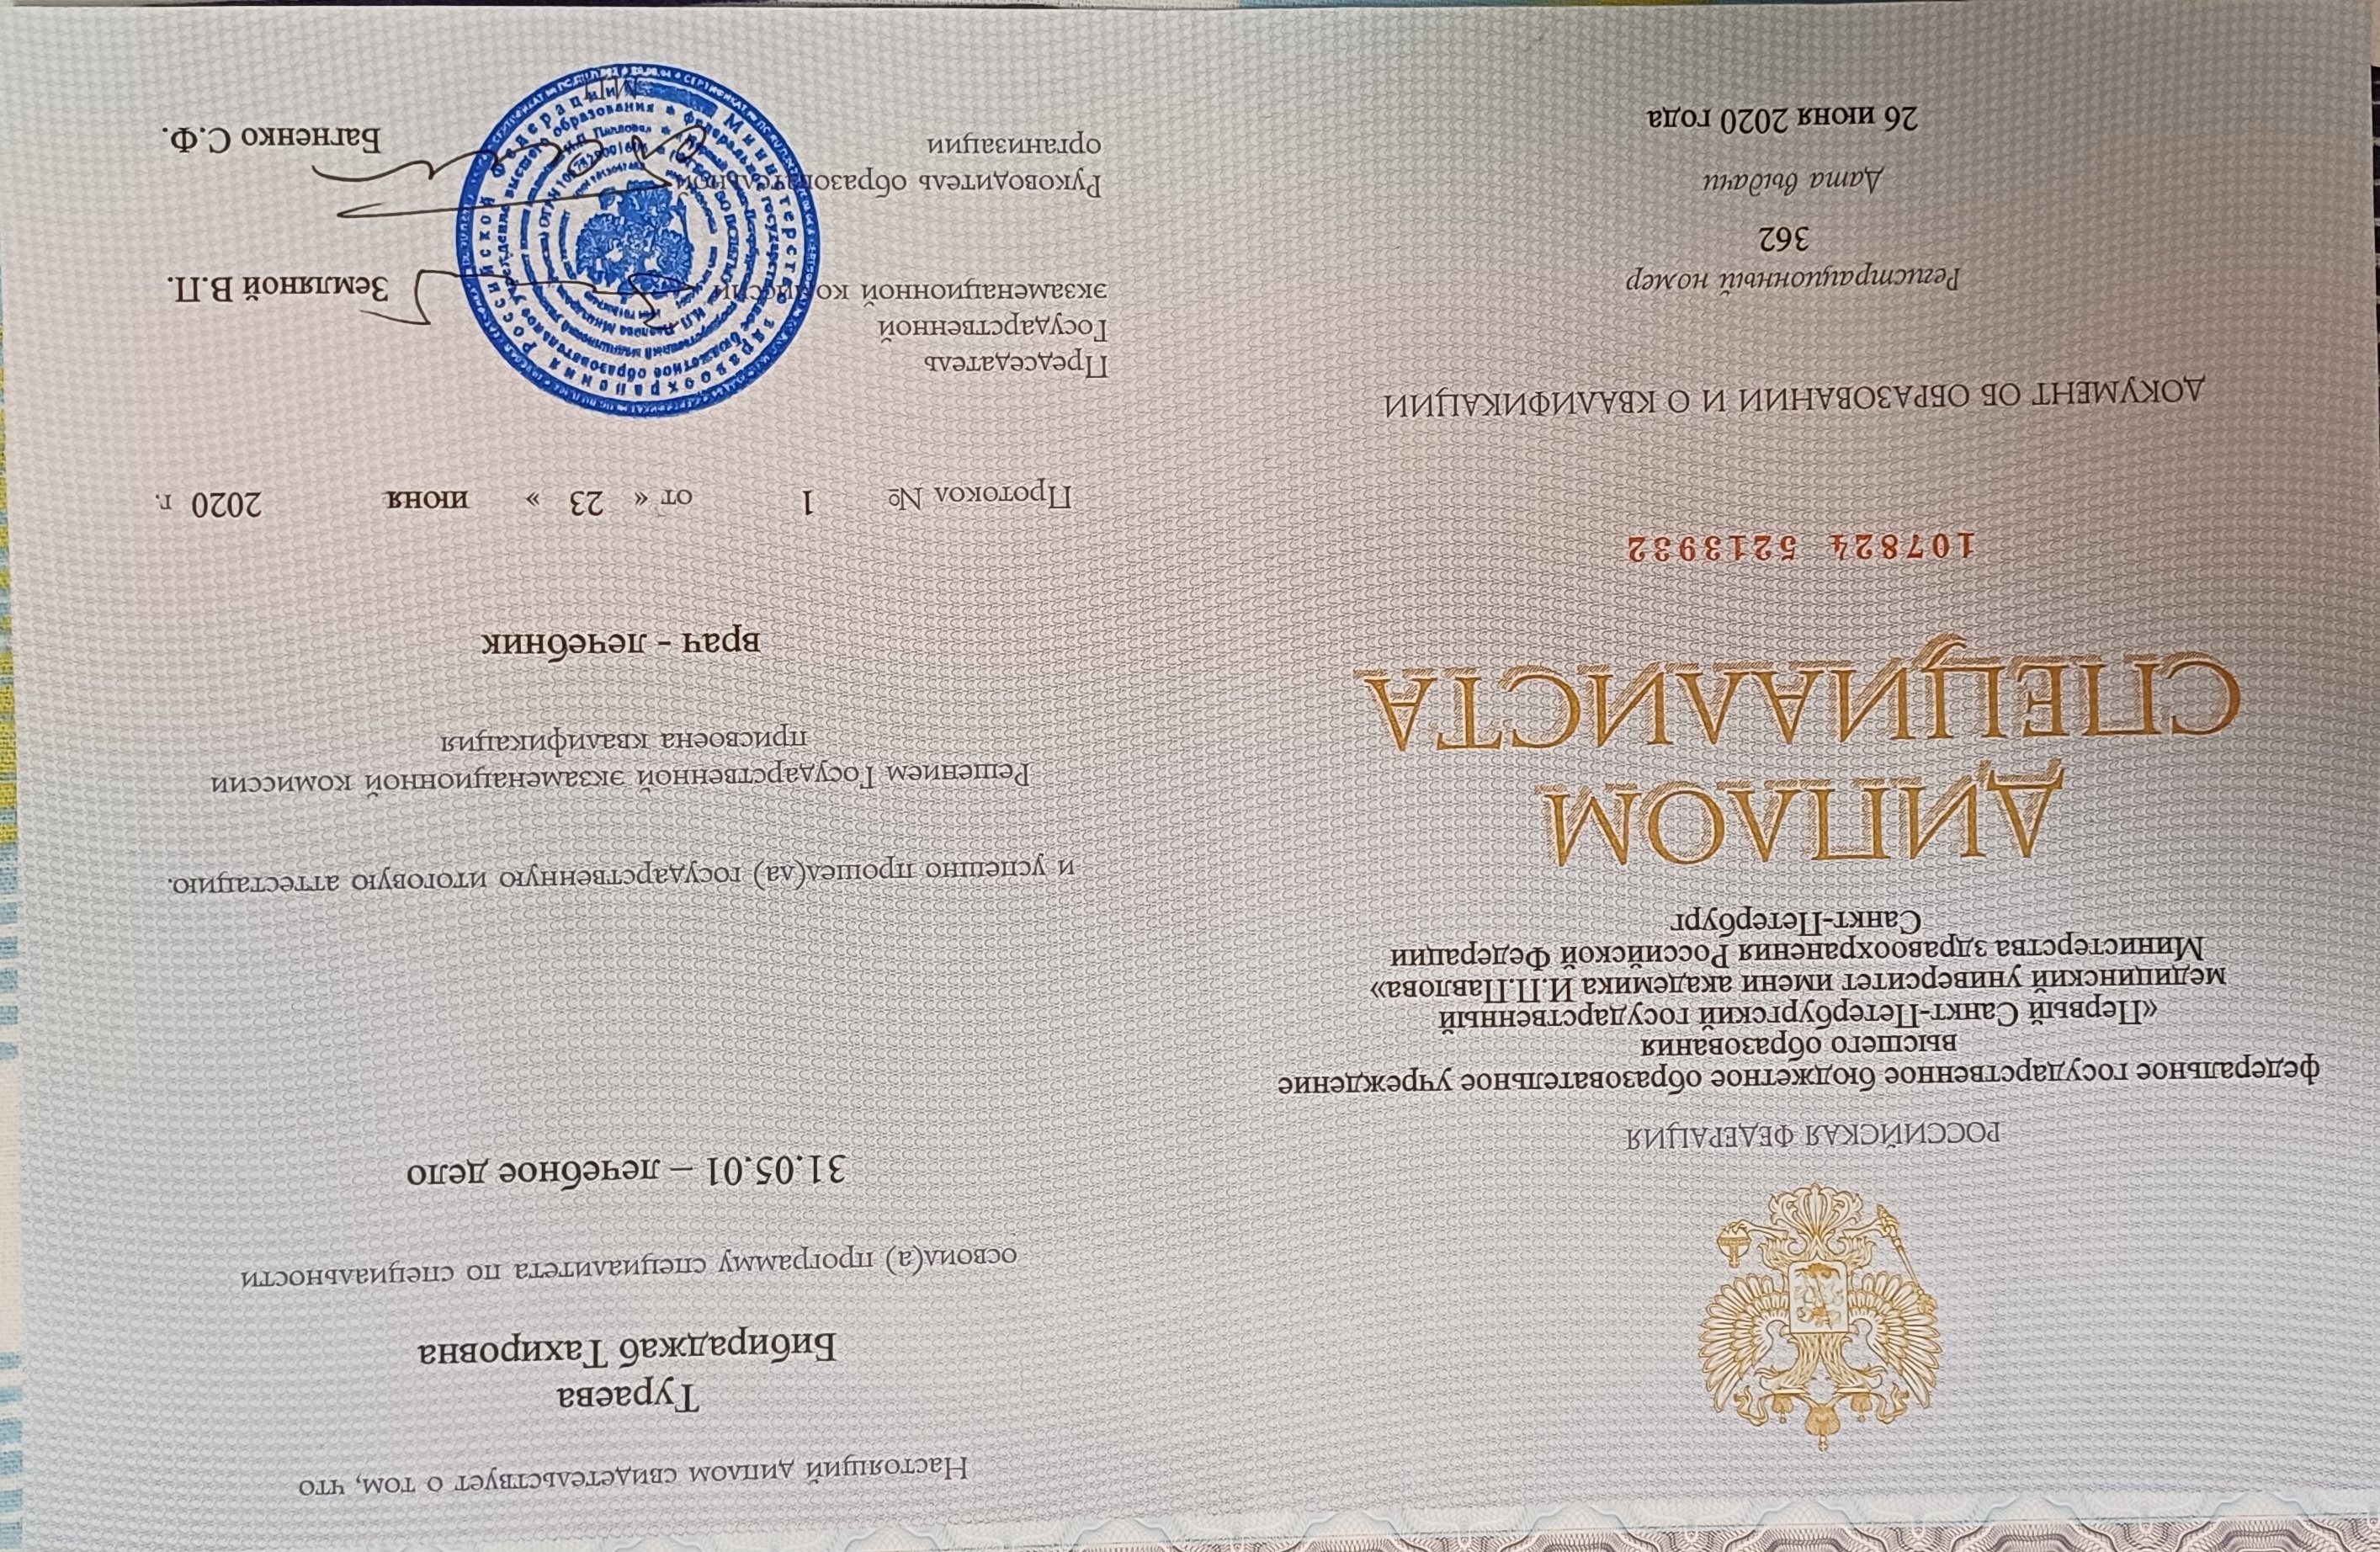 РОССИЙСКАЯ ФЕДЕРАЦИЯ
федеральное государственное бюджетное образовательное учреждение
высшего образования
«Первый Санкт-Петербургский государственный
медицинский университет имени академика И.П.Павлова»
Министерства здравоохранения Российской Федерации
Санкт-Петербург
ДИПЛОМ
СПЕЦИАЛИСТА
107824 5213932
ДОКУМЕНТ ОБ ОБРАЗОВАНИИ И О КВАЛИФИКАЦИИ
Регистрационный номер
362
Дата выдачи
26 июня 2020 года
Настоящий диплом свидетельствует о том, что
Тураева
Бибираджаб Тахировна
освоил(а) программу специалитета по специальности
31.05.01 – лечебное дело
и успешно прошел(ла) государственную итоговую аттестацию.
Решением Государственной экзаменационной комиссии
присвоена квалификация
врач - лечебник
Протокол № 1 от « 23 » июня 2020 г.
Председатель
Государственной
экзаменационной комиссии Земляной В.П.
Руководитель образовательной
организации Багненко С.Ф.
М.П.
Министерство здравоохранения Российской Федерации